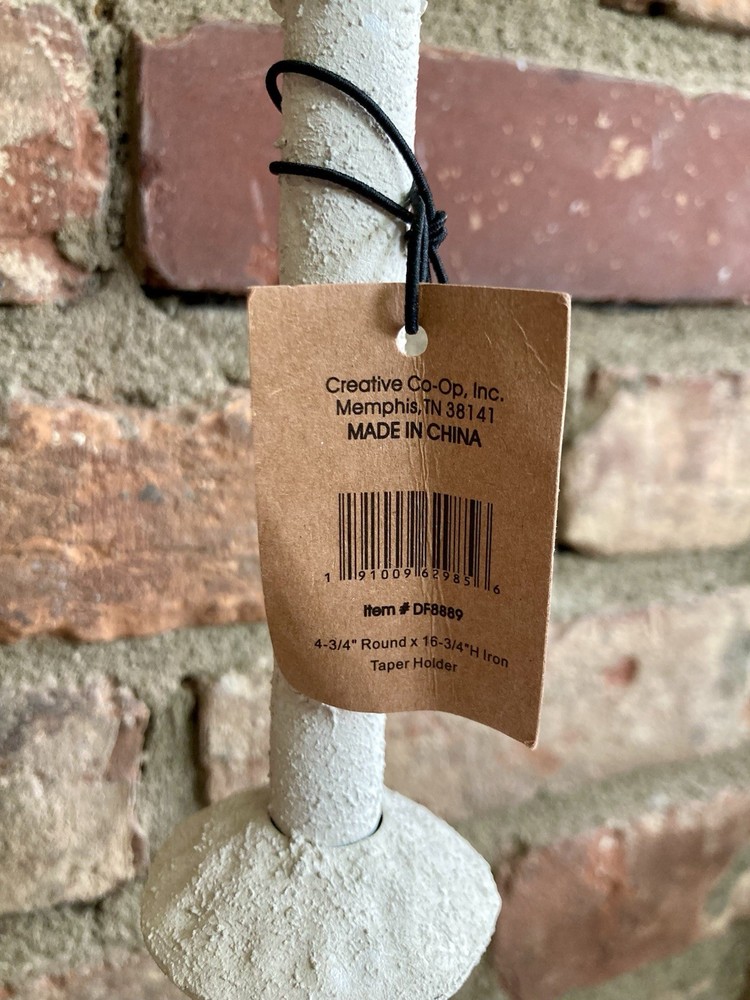 Creative Co-Op, Inc.
Memphis, TN 38141
MADE IN CHINA
1 91009 62985 6
Item # DF8889
4-3/4" Round x 16-3/4"H Iron
Taper Holder